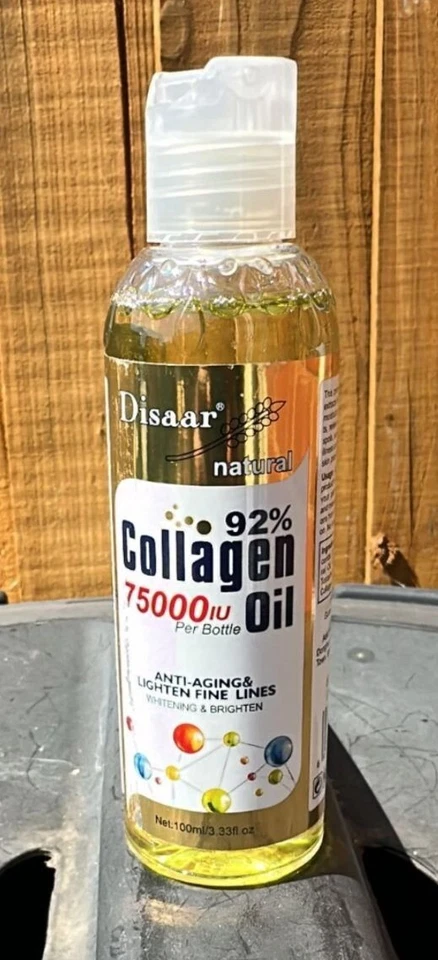 Disaar®
natural
92%
Collagen
75000IU Oil
Per Bottle
ANTI-AGING&
LIGHTEN FINE LINES
WHITENING & BRIGHTEN
Net.100ml/3.33fl.oz